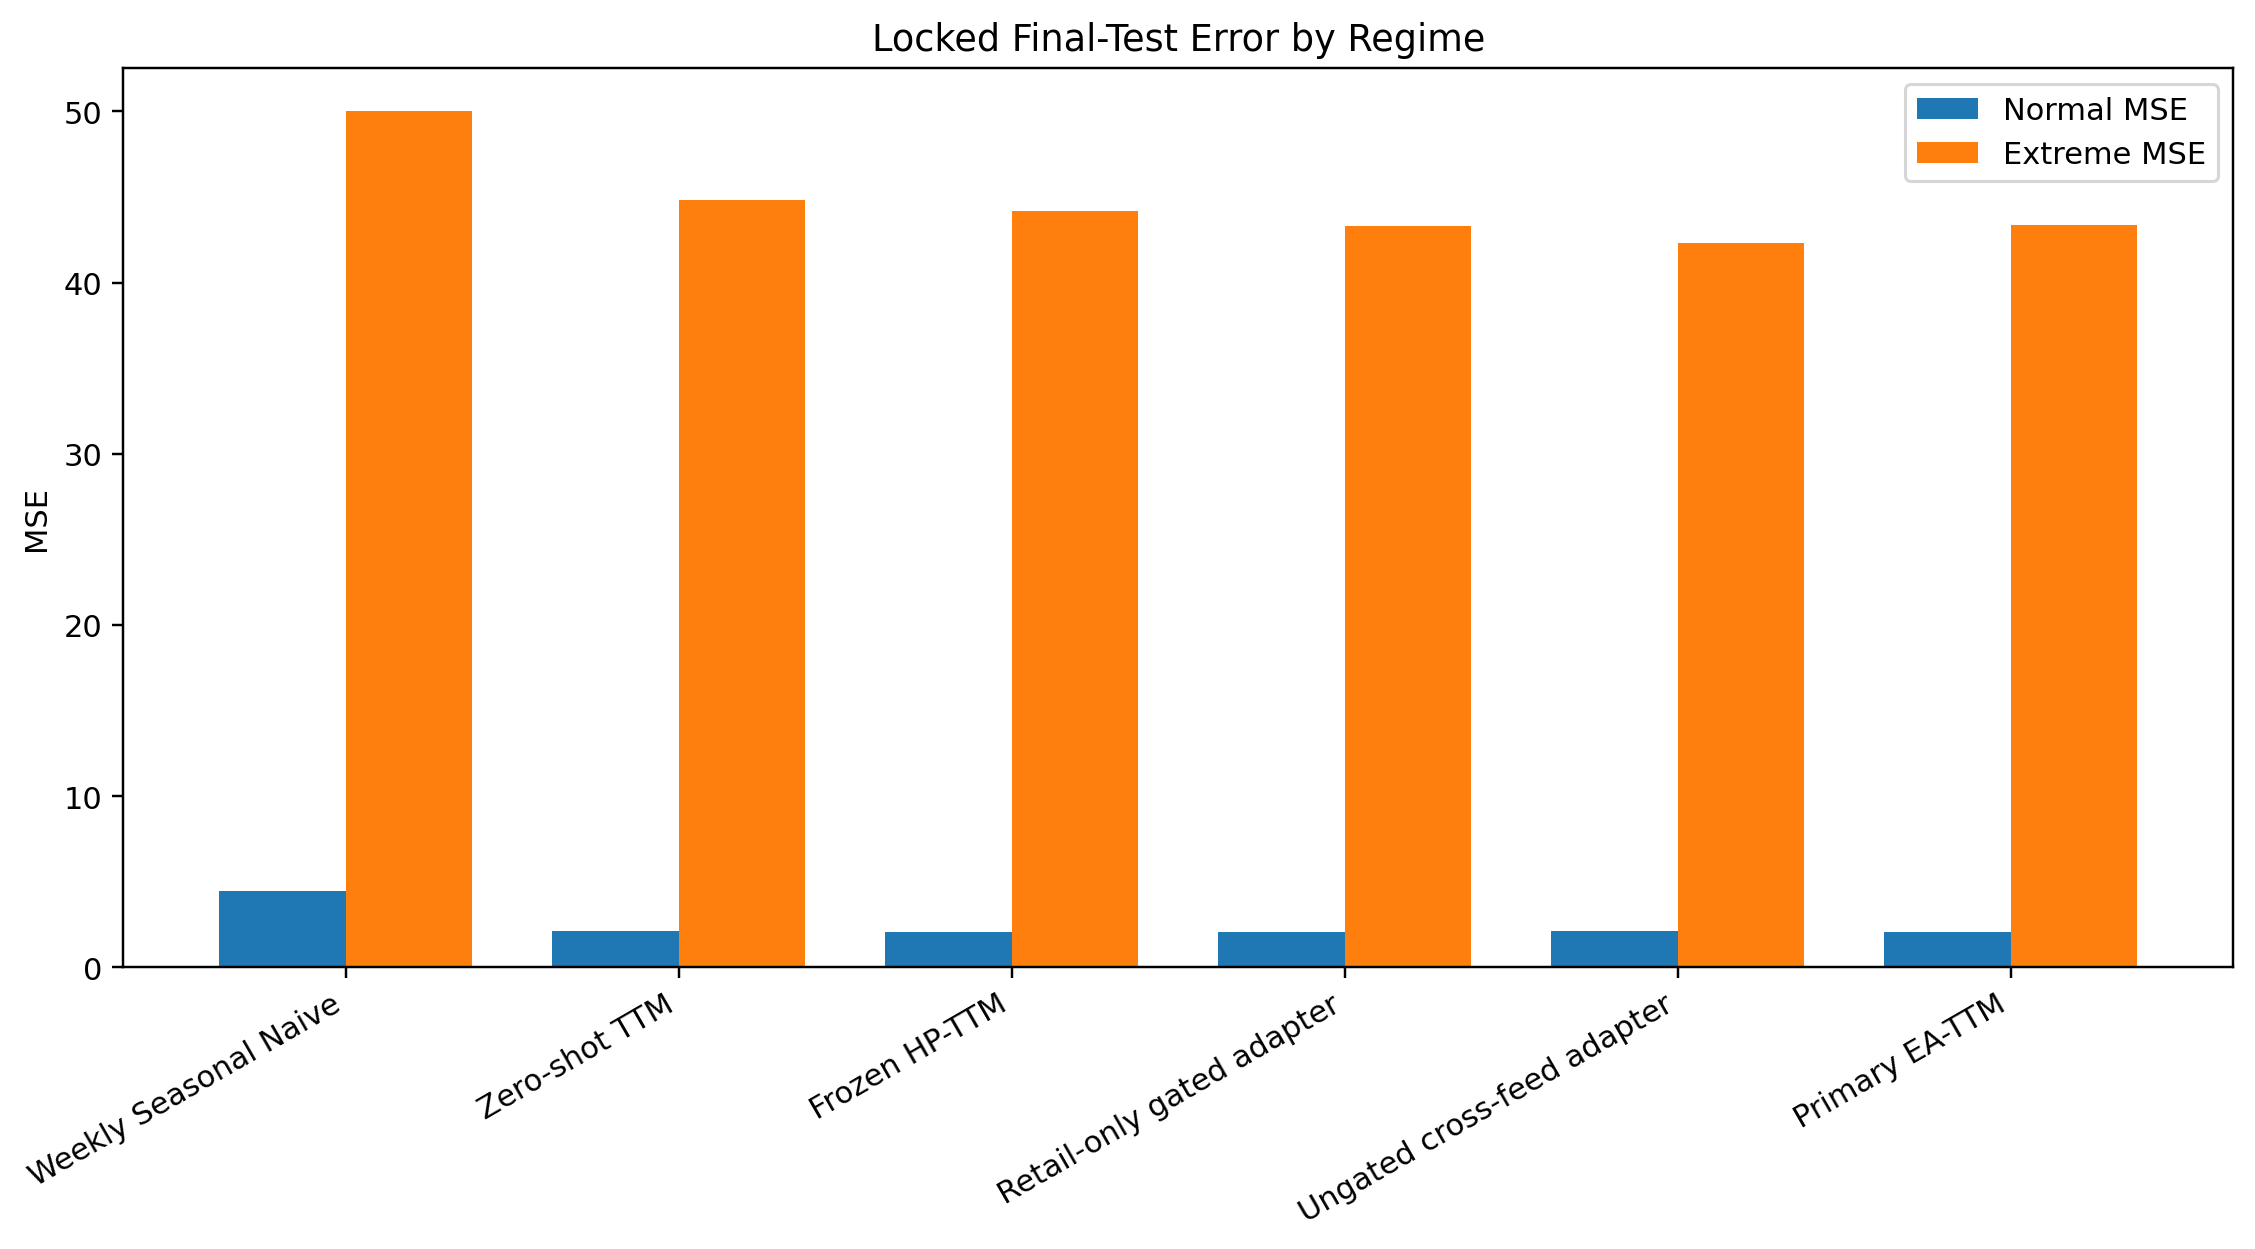 Locked Final-Test Error by Regime
Normal MSE
Extreme MSE
MSE
50
40
30
20
10
0
Weekly Seasonal Naive
Zero-shot TTM
Frozen HP-TTM
Retail-only gated adapter
Ungated cross-feed adapter
Primary EA-TTM